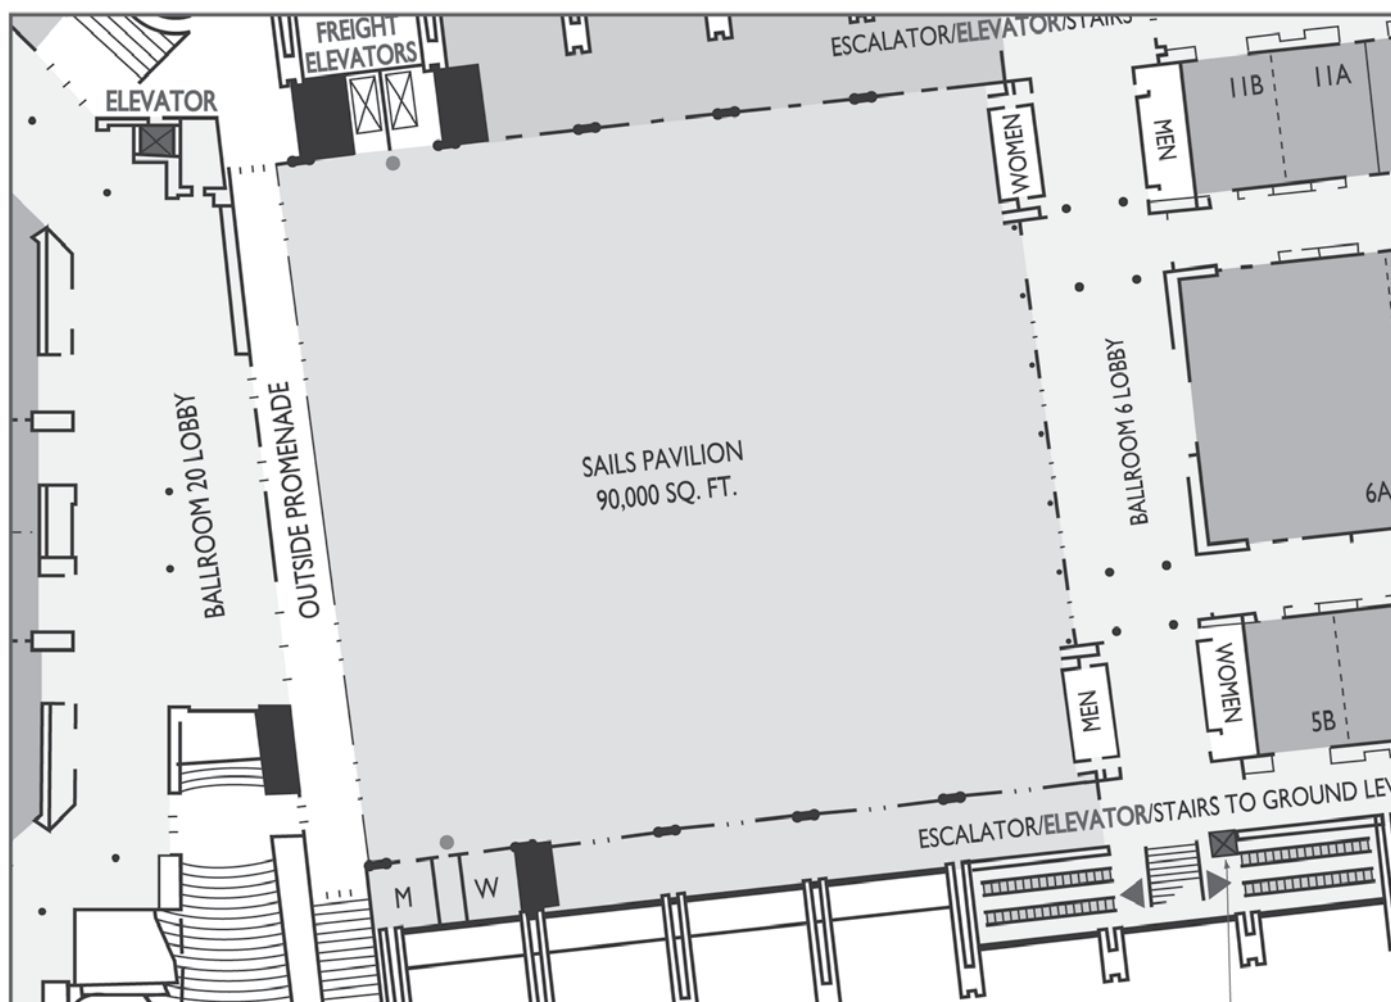 FREIGHT
ELEVATORS
ESCALATOR/ELEVATOR/STAIRS
ELEVATOR
11B
11A
WOMEN
MEN
BALLROOM 20 LOBBY
OUTSIDE PROMENADE
SAILS PAVILION
90,000 SQ. FT.
BALLROOM 6 LOBBY
6A
MEN
WOMEN
5B
ESCALATOR/ELEVATOR/STAIRS TO GROUND LEV
M
W